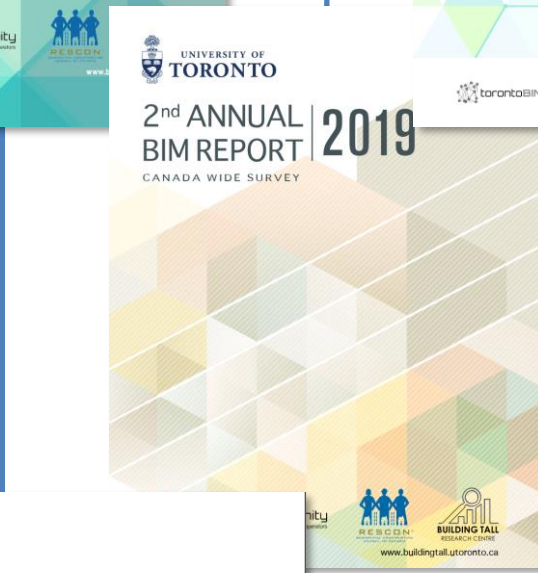 RESCON
UNIVERSITY OF
TORONTO
torontoBIM
2nd ANNUAL
BIM REPORT
2019
CANADA WIDE SURVEY
RESCON
BUILDING TALL
RESEARCH CENTRE
www.buildingtall.utoronto.ca